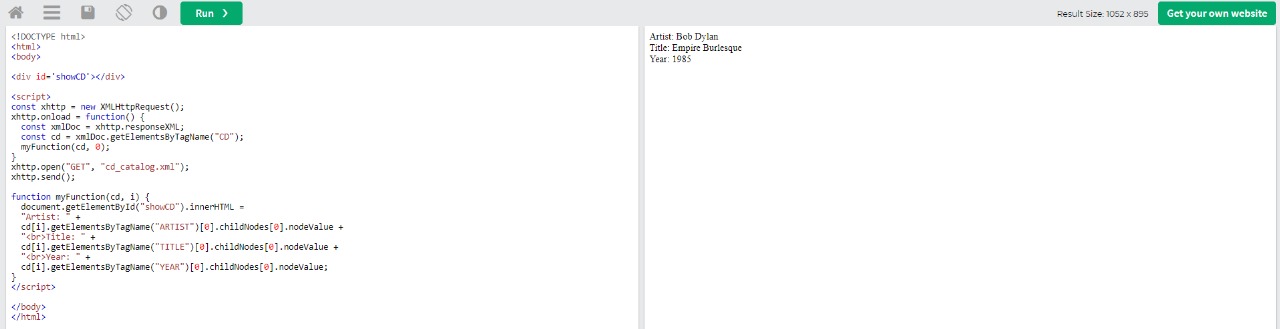 Run ❯
Result Size: 1052 x 895
Get your own website
<!DOCTYPE html>
<html>
<body>
<div id='showCD'></div>
<script>
const xhttp = new XMLHttpRequest();
xhttp.onload = function() {
const xmlDoc = xhttp.responseXML;
const cd = xmlDoc.getElementsByTagName("CD");
myFunction(cd, 0);
}
xhttp.open("GET", "cd_catalog.xml");
xhttp.send();
function myFunction(cd, i) {
document.getElementById("showCD").innerHTML =
"Artist: " +
cd[i].getElementsByTagName("ARTIST")[0].childNodes[0].nodeValue +
"<br>Title: " +
cd[i].getElementsByTagName("TITLE")[0].childNodes[0].nodeValue +
"<br>Year: " +
cd[i].getElementsByTagName("YEAR")[0].childNodes[0].nodeValue;
}
</script>
</body>
</html>
Artist: Bob Dylan
Title: Empire Burlesque
Year: 1985